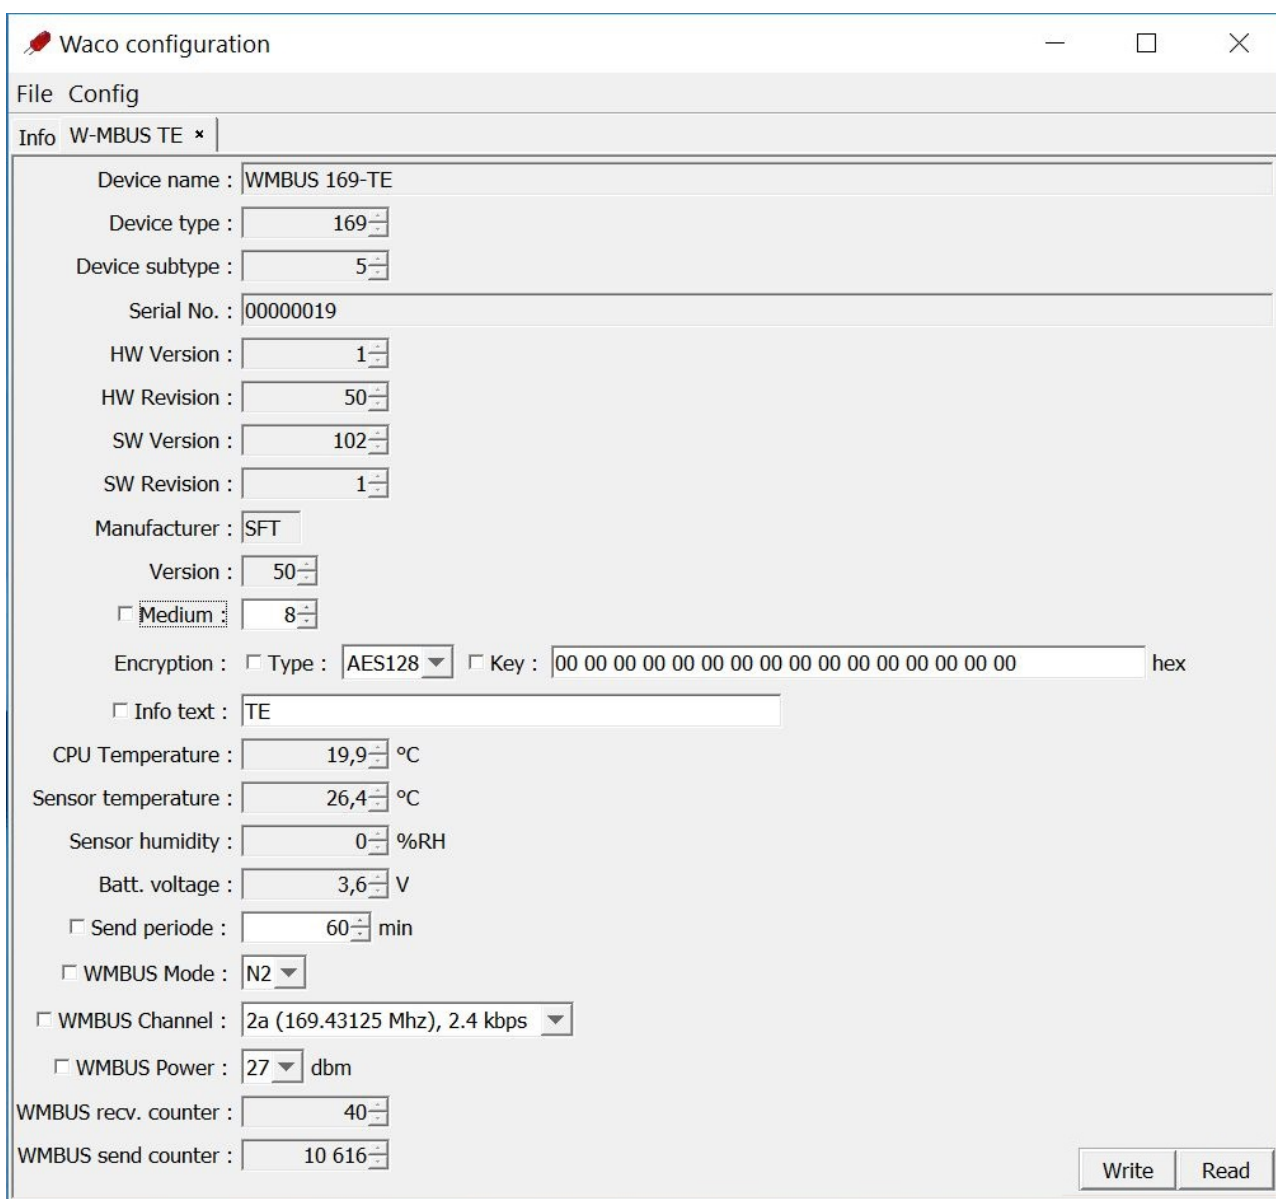 Waco configuration
File Config
Info W-MBUS TE ×
Device name : WMBUS 169-TE
Device type : 169
Device subtype : 5
Serial No. : 00000019
HW Version : 1
HW Revision : 50
SW Version : 102
SW Revision : 1
Manufacturer : SFT
Version : 50
Medium : 8
Encryption : Type : AES128 Key : 00 00 00 00 00 00 00 00 00 00 00 00 00 00 00 00 hex
Info text : TE
CPU Temperature : 19,9 °C
Sensor temperature : 26,4 °C
Sensor humidity : 0 %RH
Batt. voltage : 3,6 V
Send periode : 60 min
WMBUS Mode : N2
WMBUS Channel : 2a (169.43125 Mhz), 2.4 kbps
WMBUS Power : 27 dbm
WMBUS recv. counter : 40
WMBUS send counter : 10 616
Write Read